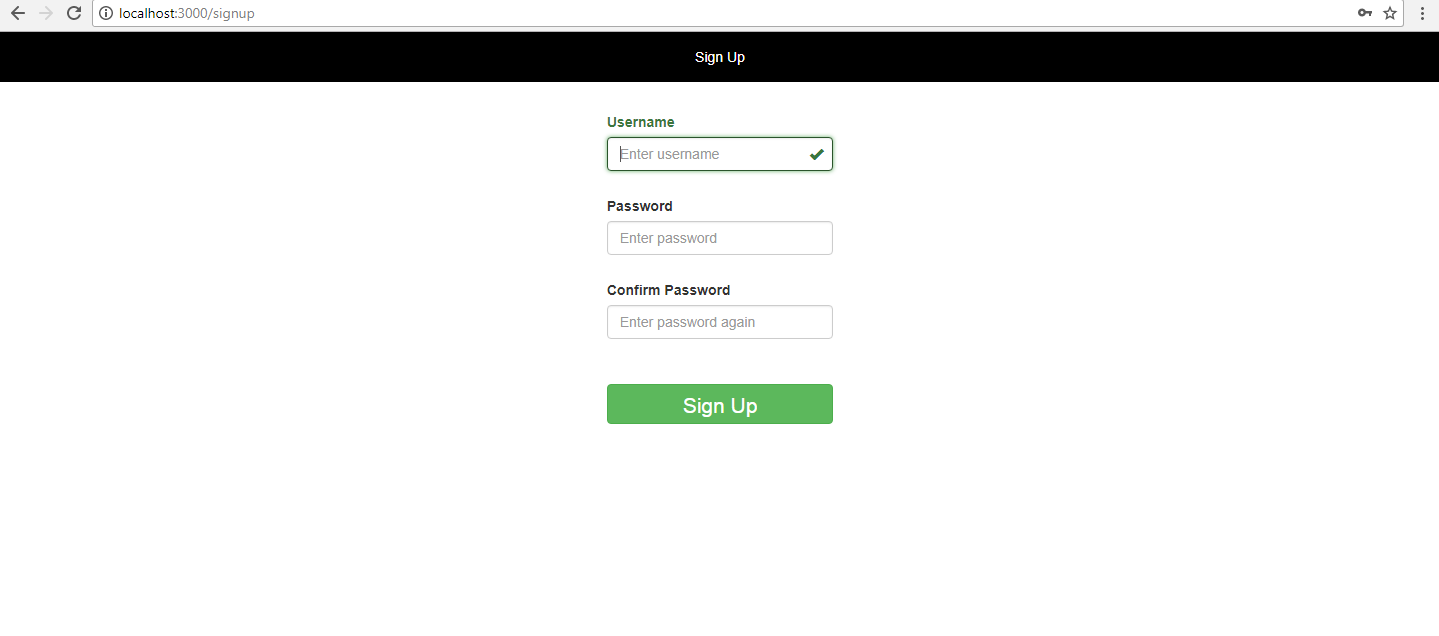 localhost:3000/signup
Sign Up
Username
Enter username
Password
Enter password
Confirm Password
Enter password again
Sign Up